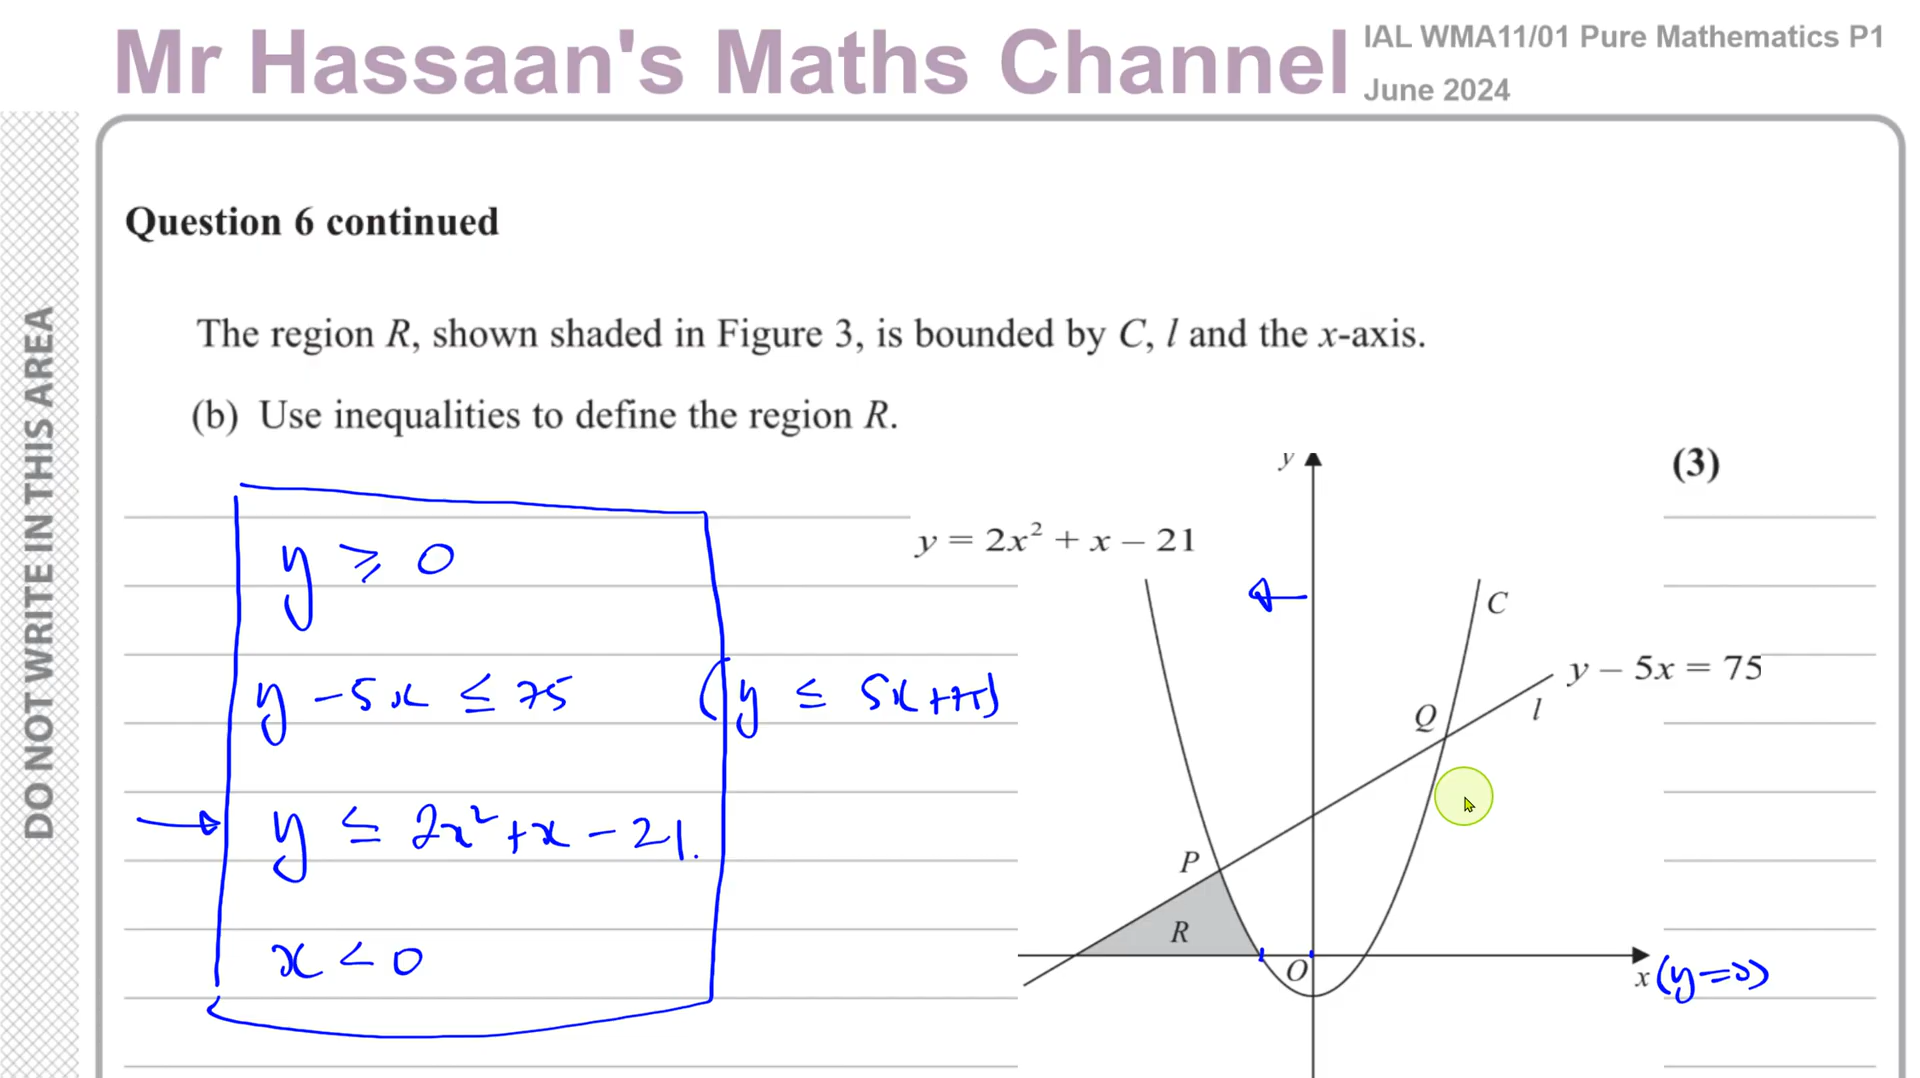 Mr Hassaan's Maths Channel
IAL WMA11/01 Pure Mathematics P1
June 2024
DO NOT WRITE IN THIS AREA
Question 6 continued
The region R, shown shaded in Figure 3, is bounded by C, l and the x-axis.
(b) Use inequalities to define the region R.
(3)
y ⩾ 0
y - 5x ≤ 75 (y ≤ 5x+75)
y ≤ 2x² + x - 21.
x < 0
y
y = 2x² + x − 21
C
y − 5x = 75
l
Q
P
R
O
x (y=0)